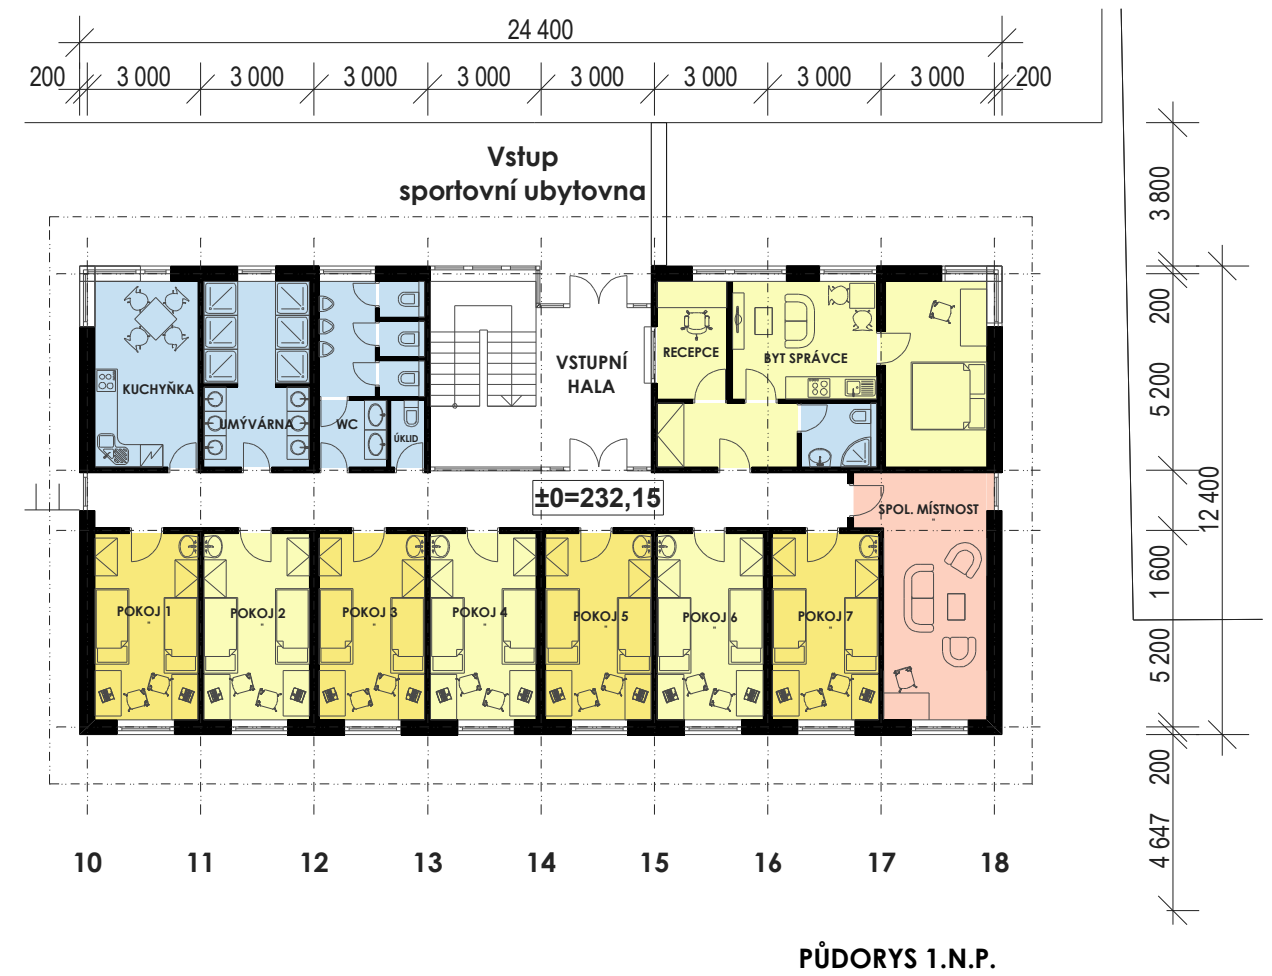 24 400
200 3 000 3 000 3 000 3 000 3 000 3 000 3 000 3 000 200
Vstup
sportovní ubytovna
3 800
200
5 200
12 400
1 600
5 200
200
4 647
KUCHYŇKA
UMÝVÁRNA
WC
ÚKLID
VSTUPNÍ
HALA
RECEPCE
BYT SPRÁVCE
±0=232,15
SPOL. MÍSTNOST
POKOJ 1
POKOJ 2
POKOJ 3
POKOJ 4
POKOJ 5
POKOJ 6
POKOJ 7
10 11 12 13 14 15 16 17 18
PŮDORYS 1.N.P.